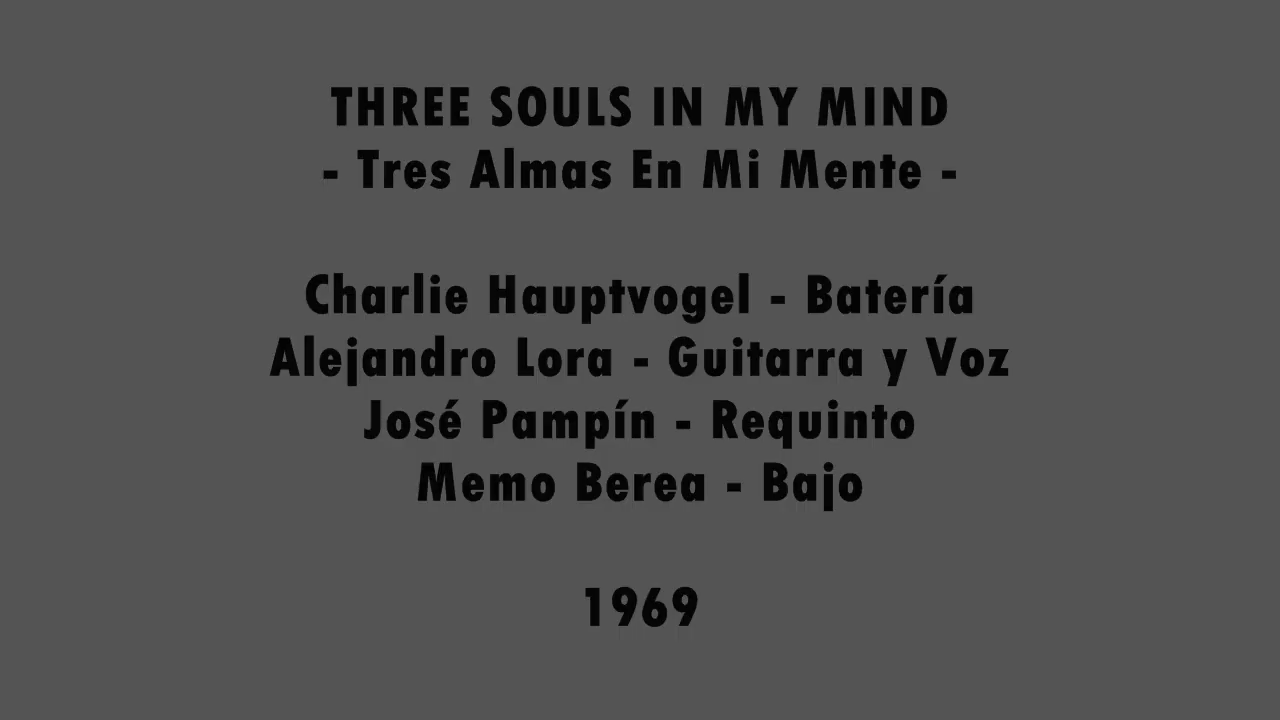 THREE SOULS IN MY MIND
- Tres Almas En Mi Mente -
Charlie Hauptvogel - Batería
Alejandro Lora - Guitarra y Voz
José Pampín - Requinto
Memo Berea - Bajo
1969